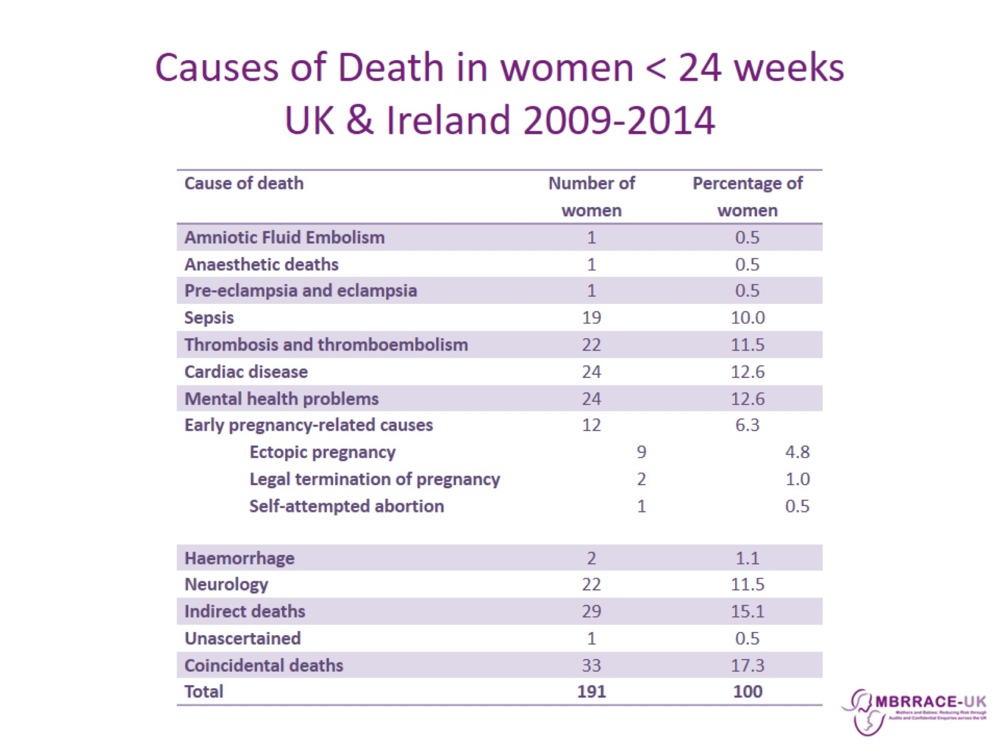 Causes of Death in women < 24 weeks
UK & Ireland 2009-2014
Cause of death Number of women Percentage of women
Amniotic Fluid Embolism 1 0.5
Anaesthetic deaths 1 0.5
Pre-eclampsia and eclampsia 1 0.5
Sepsis 19 10.0
Thrombosis and thromboembolism 22 11.5
Cardiac disease 24 12.6
Mental health problems 24 12.6
Early pregnancy-related causes 12 6.3
Ectopic pregnancy 9 4.8
Legal termination of pregnancy 2 1.0
Self-attempted abortion 1 0.5
Haemorrhage 2 1.1
Neurology 22 11.5
Indirect deaths 29 15.1
Unascertained 1 0.5
Coincidental deaths 33 17.3
Total 191 100
MBRRACE-UK
Mothers and Babies: Reducing Risk through
Audits and Confidential Enquiries across the UK